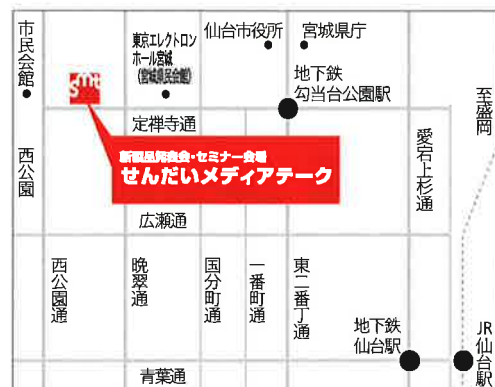 市民会館
smt
東京エレクトロン
ホール宮城
(宮城県民会館)
仙台市役所
宮城県庁
地下鉄
勾当台公園駅
至盛岡
定禅寺通
新製品発表会・セミナー会場
せんだいメディアテーク
西公園
愛宕上杉通
広瀬通
西公園通
晩翠通
国分町通
一番町通
東二番丁通
地下鉄
仙台駅
JR
仙台駅
青葉通